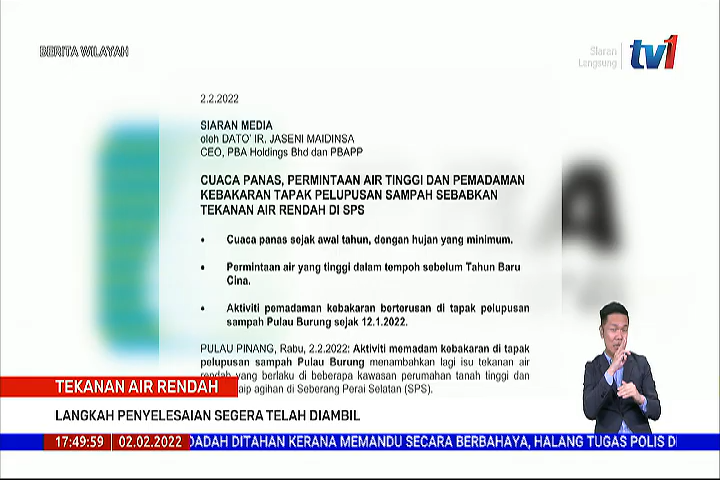 BERITA WILAYAH
Siaran
Langsung
tv1
2.2.2022
SIARAN MEDIA
oleh DATO' IR. JASENI MAIDINSA
CEO, PBA Holdings Bhd dan PBAPP
CUACA PANAS, PERMINTAAN AIR TINGGI DAN PEMADAMAN
KEBAKARAN TAPAK PELUPUSAN SAMPAH SEBABKAN
TEKANAN AIR RENDAH DI SPS
• Cuaca panas sejak awal tahun, dengan hujan yang minimum.
• Permintaan air yang tinggi dalam tempoh sebelum Tahun Baru
Cina.
• Aktiviti pemadaman kebakaran berterusan di tapak pelupusan
sampah Pulau Burung sejak 12.1.2022.
PULAU PINANG, Rabu, 2.2.2022: Aktiviti memadam kebakaran di tapak
pelupusan sampah Pulau Burung menambahkan lagi isu tekanan air
yang berlaku di beberapa kawasan perumahan tanah tinggi dan
agihan di Seberang Perai Selatan (SPS).
TEKANAN AIR RENDAH
LANGKAH PENYELESAIAN SEGERA TELAH DIAMBIL
17:49:59 02.02.2022 DADAH DITAHAN KERANA MEMANDU SECARA BERBAHAYA, HALANG TUGAS POLIS